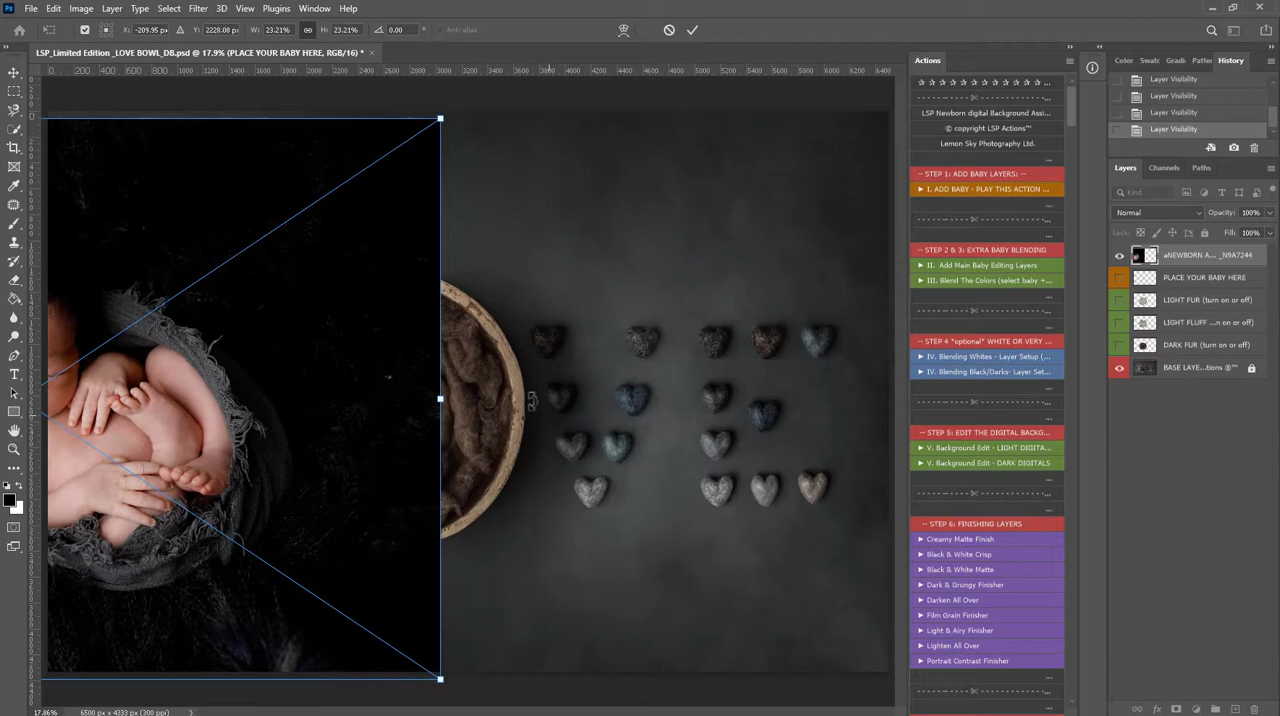 File Edit Image Layer Type Select Filter 3D View Plugins Window Help
X: -209.95 px Y: 2228.08 px W: 23.21% H: 23.21% 0.00 Anti-alias
LSP_Limited Edition _LOVE BOWL_DB.psd @ 17.9% (PLACE YOUR BABY HERE, RGB/16) *
Actions
Color Swatc Gradi Patter History
Layer Visibility
Layer Visibility
Layer Visibility
Layer Visibility
LSP Newborn digital Background Assi...
© copyright LSP Actions™
Lemon Sky Photography Ltd.
...
-- STEP 1: ADD BABY LAYERS: --
I. ADD BABY - PLAY THIS ACTION ...
...
...
STEP 2 & 3: EXTRA BABY BLENDING
II. Add Main Baby Editing Layers
III. Blend The Colors (select baby +...
...
...
STEP 4 *optional* WHITE OR VERY ...
IV. Blending Whites - Layer Setup (...
IV. Blending Black/Darks- Layer Set...
...
...
STEP 5: EDIT THE DIGITAL BACKG...
V. Background Edit - LIGHT DIGITA...
V. Background Edit - DARK DIGITALS
...
...
-- STEP 6: FINISHING LAYERS
Creamy Matte Finish
Black & White Crisp
Black & White Matte
Dark & Grungy Finisher
Darken All Over
Film Grain Finisher
Light & Airy Finisher
Lighten All Over
Portrait Contrast Finisher
...
Layers Channels Paths
Kind
Normal Opacity: 100%
Lock: Fill: 100%
aNEWBORN A... _N9A7244
PLACE YOUR BABY HERE
LIGHT FUR (turn on or off)
LIGHT FLUFF ...n or off)
DARK FUR (turn on or off)
BASE LAYE...tions ®™
17.86% 6500 px x 4333 px (300 ppi)